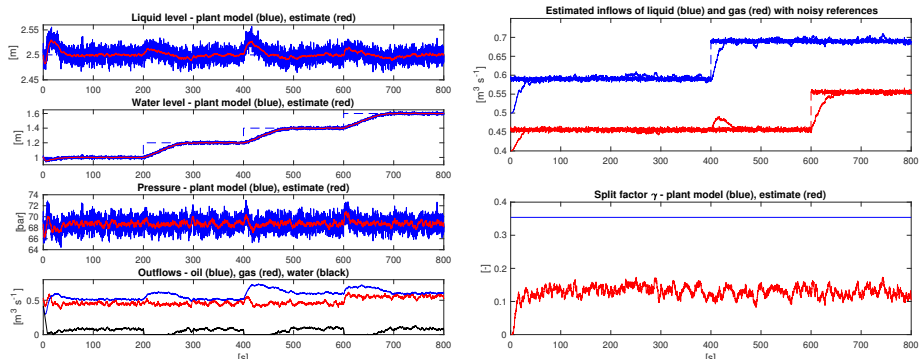 Liquid level - plant model (blue), estimate (red)
2.55
2.5
2.45
[m]
0 100 200 300 400 500 600 700 800
Water level - plant model (blue), estimate (red)
1.6
1.4
1.2
1
[m]
0 100 200 300 400 500 600 700 800
Pressure - plant model (blue), estimate (red)
74
72
70
68
66
64
[bar]
0 100 200 300 400 500 600 700 800
Outflows - oil (blue), gas (red), water (black)
0.5
0
[m³ s⁻¹]
0 100 200 300 400 500 600 700 800
[s]
Estimated inflows of liquid (blue) and gas (red) with noisy references
0.7
0.65
0.6
0.55
0.5
0.45
0.4
[m³ s⁻¹]
0 100 200 300 400 500 600 700 800
Split factor γ - plant model (blue), estimate (red)
0.4
0.3
0.2
0.1
0
[-]
0 100 200 300 400 500 600 700 800
[s]